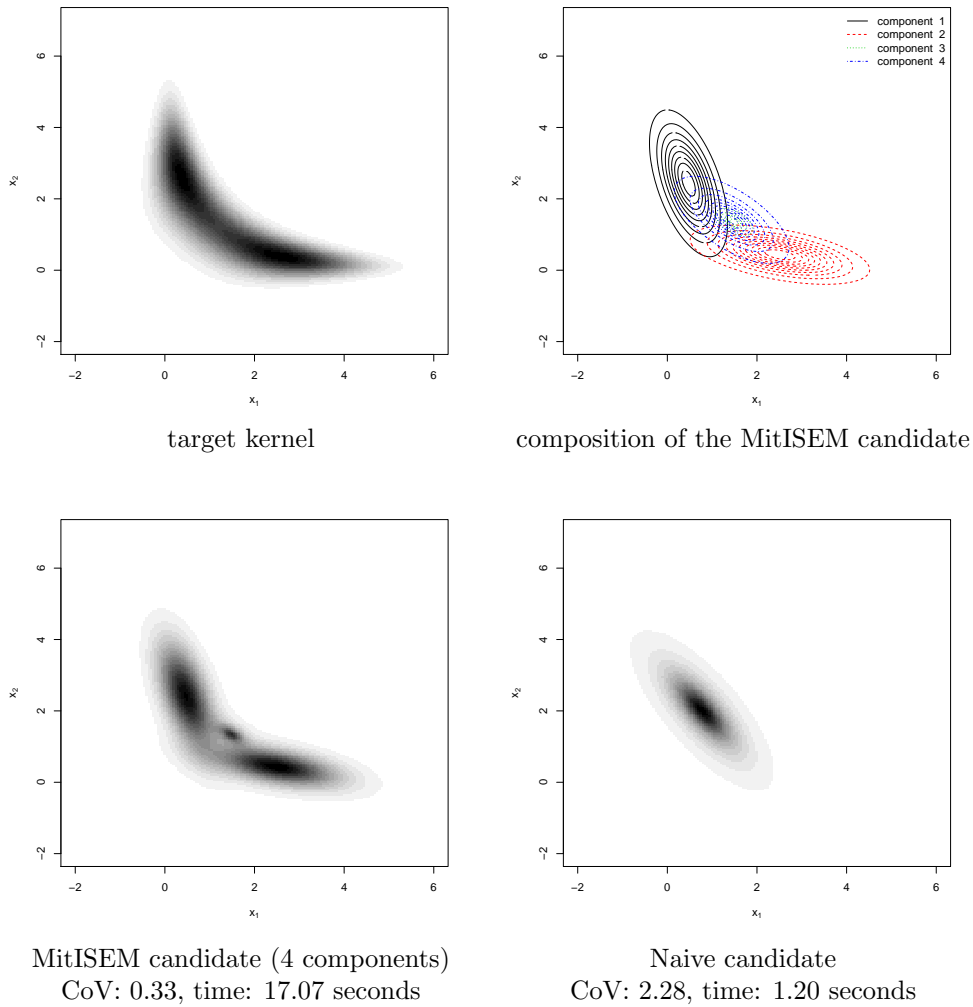 6
4
2
0
−2
x2
−2
0
2
4
6
x1
target kernel
component 1
component 2
component 3
component 4
6
4
2
0
−2
x2
−2
0
2
4
6
x1
composition of the MitISEM candidate
6
4
2
0
−2
x2
−2
0
2
4
6
x1
MitISEM candidate (4 components)
CoV: 0.33, time: 17.07 seconds
6
4
2
0
−2
x2
−2
0
2
4
6
x1
Naive candidate
CoV: 2.28, time: 1.20 seconds